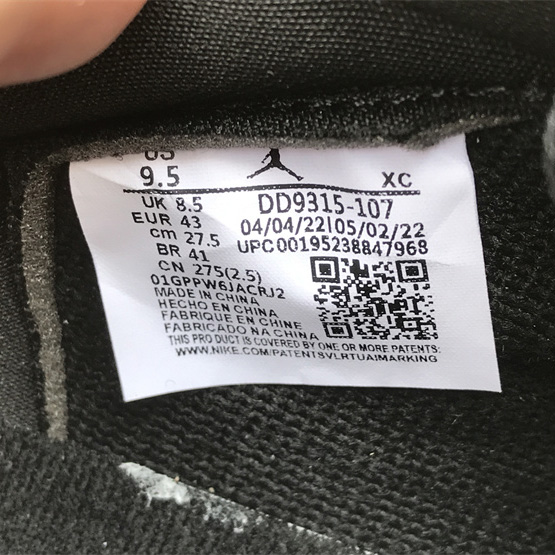 US
9.5 XC
UK 8.5
EUR 43
cm 27.5
BR 41
CN 275(2.5)
DD9315-107
04/04/22|05/02/22
UPC00195238847968
01GPPW6JACRJ2
MADE IN CHINA
HECHO EN CHINA
FABRIQUE EN CHINE
FABRICADO NA CHINA
THIS PRO DUCT IS COVERED BY ONE OR MORE PATENTS:
WWW.NIKE.COM/PATENTSVLRTUAIMARKING